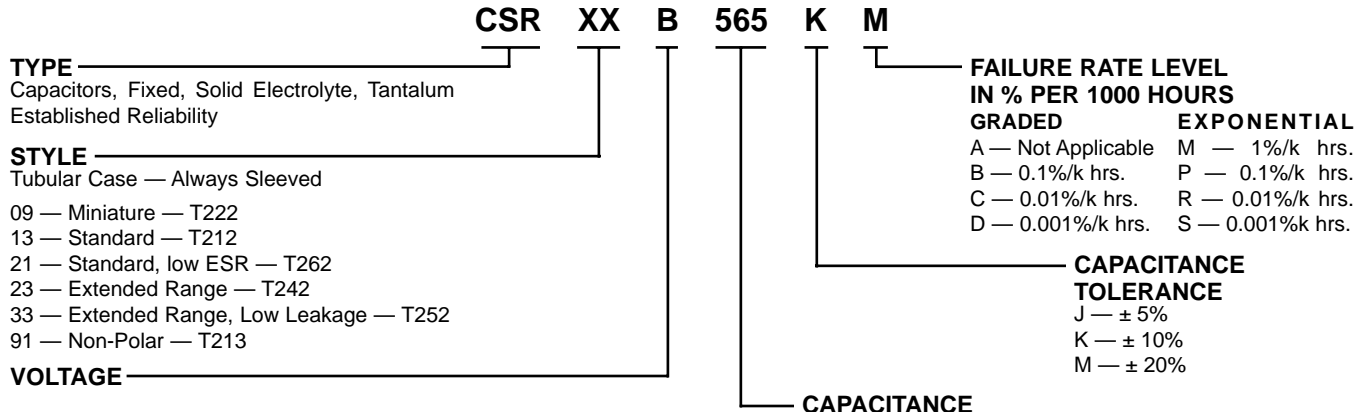 CSR XX B 565 K M
TYPE
Capacitors, Fixed, Solid Electrolyte, Tantalum
Established Reliability
STYLE
Tubular Case — Always Sleeved
09 — Miniature — T222
13 — Standard — T212
21 — Standard, low ESR — T262
23 — Extended Range — T242
33 — Extended Range, Low Leakage — T252
91 — Non-Polar — T213
VOLTAGE
FAILURE RATE LEVEL
IN % PER 1000 HOURS
GRADED EXPONENTIAL
A — Not Applicable M — 1%/k hrs.
B — 0.1%/k hrs. P — 0.1%/k hrs.
C — 0.01%/k hrs. R — 0.01%/k hrs.
D — 0.001%/k hrs. S — 0.001%k hrs.
CAPACITANCE
TOLERANCE
J — ± 5%
K — ± 10%
M — ± 20%
CAPACITANCE